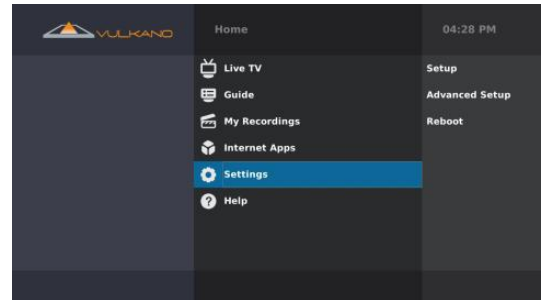 VULKANO
Home
04:28 PM
Live TV
Guide
My Recordings
Internet Apps
Settings
Help
Setup
Advanced Setup
Reboot